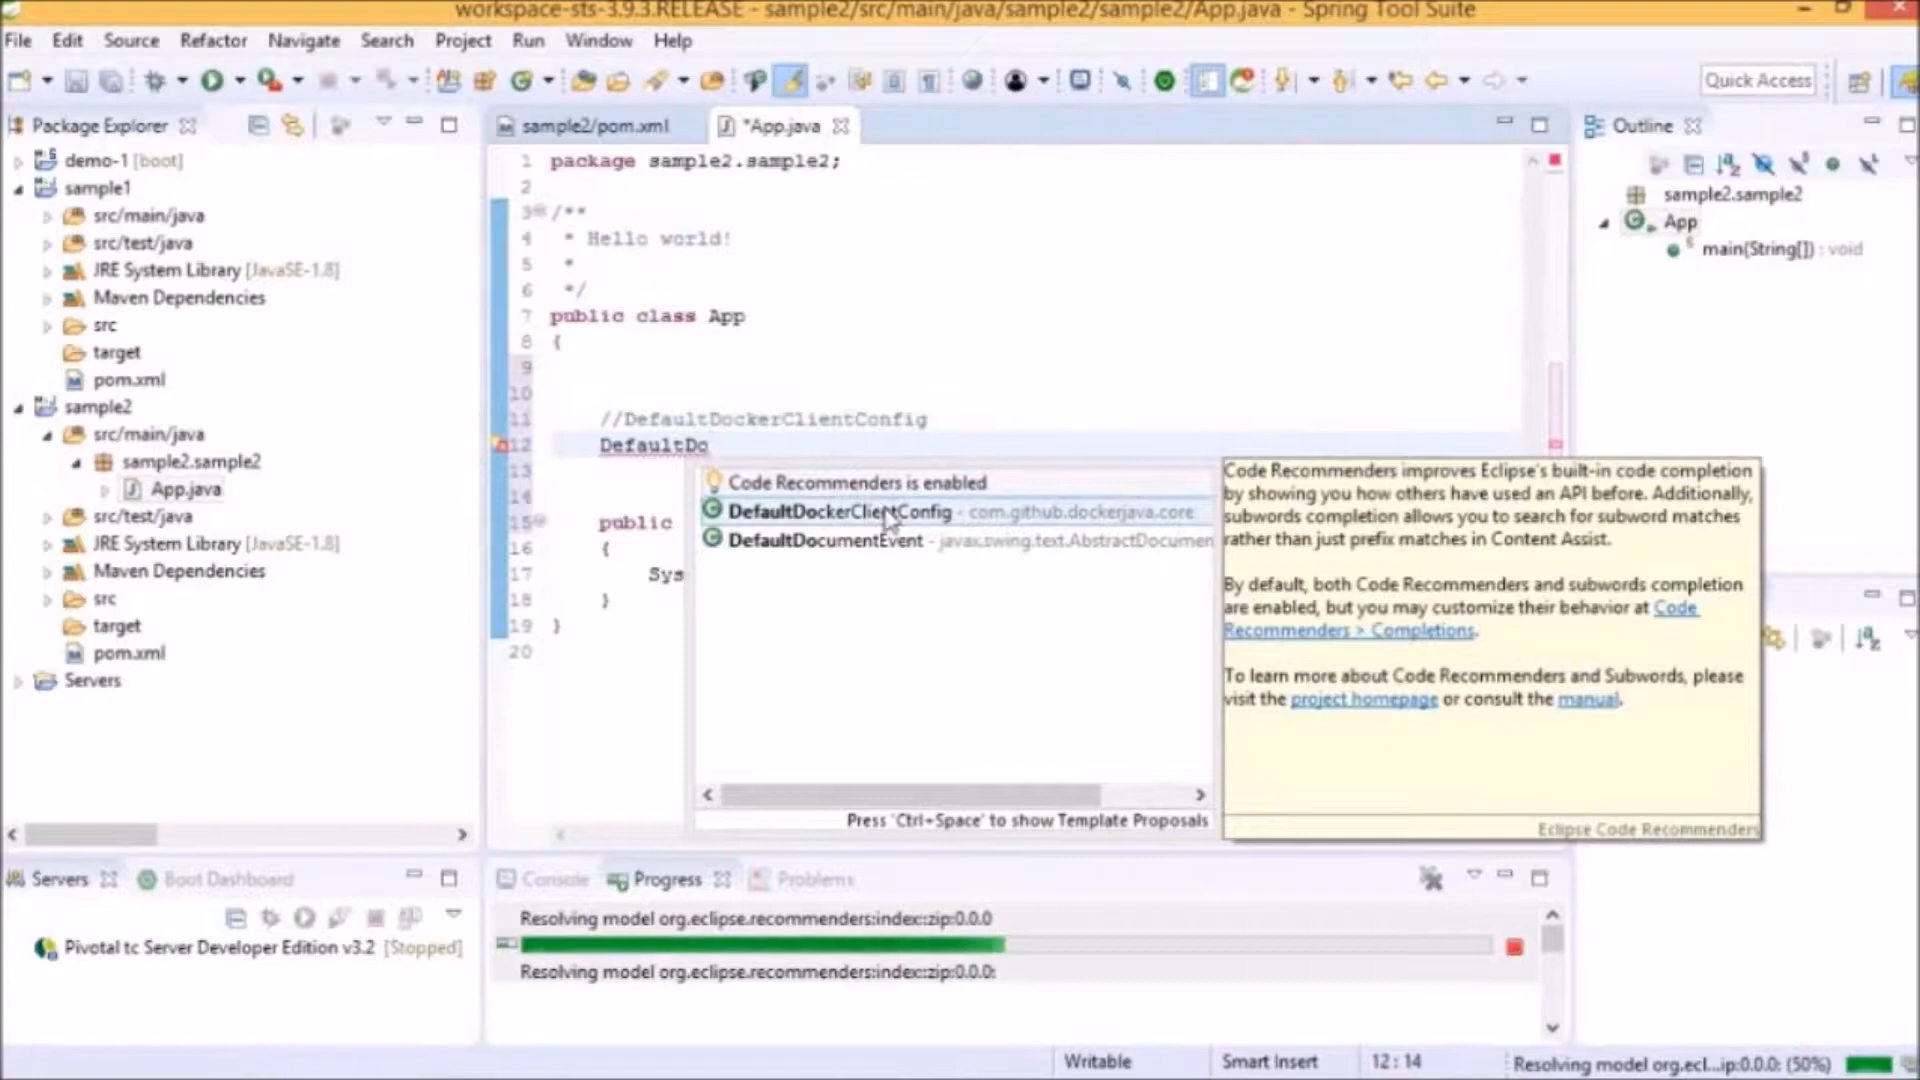 workspace-sts-3.9.3.RELEASE - sample2/src/main/java/sample2/sample2/App.java - Spring Tool Suite
File Edit Source Refactor Navigate Search Project Run Window Help
Quick Access
Package Explorer
demo-1 [boot]
sample1
src/main/java
src/test/java
JRE System Library [JavaSE-1.8]
Maven Dependencies
src
target
pom.xml
sample2
src/main/java
sample2.sample2
App.java
src/test/java
JRE System Library [JavaSE-1.8]
Maven Dependencies
src
target
pom.xml
Servers
sample2/pom.xml *App.java
1 package sample2.sample2;
2
3 /**
4 * Hello world!
5 *
6 */
7 public class App
8 {
9
10
11 //DefaultDockerClientConfig
12 DefaultDo
13
14
15 public
16 {
17 Sys
18 }
19 }
20
Code Recommenders is enabled
DefaultDockerClientConfig - com.github.dockerjava.core
DefaultDocumentEvent - javax.swing.text.AbstractDocumen
Press 'Ctrl+Space' to show Template Proposals
Code Recommenders improves Eclipse's built-in code completion
by showing you how others have used an API before. Additionally,
subwords completion allows you to search for subword matches
rather than just prefix matches in Content Assist.
By default, both Code Recommenders and subwords completion
are enabled, but you may customize their behavior at Code
Recommenders > Completions.
To learn more about Code Recommenders and Subwords, please
visit the project homepage or consult the manual.
Eclipse Code Recommenders
Outline
sample2.sample2
App
main(String[]) : void
Servers Boot Dashboard
Pivotal tc Server Developer Edition v3.2 [Stopped]
Console Progress Problems
Resolving model org.eclipse.recommenders:index::zip:0.0.0
Resolving model org.eclipse.recommenders:index::zip:0.0.0:
Writable Smart Insert 12 : 14 Resolving model org.ecl...ip:0.0.0: (50%)